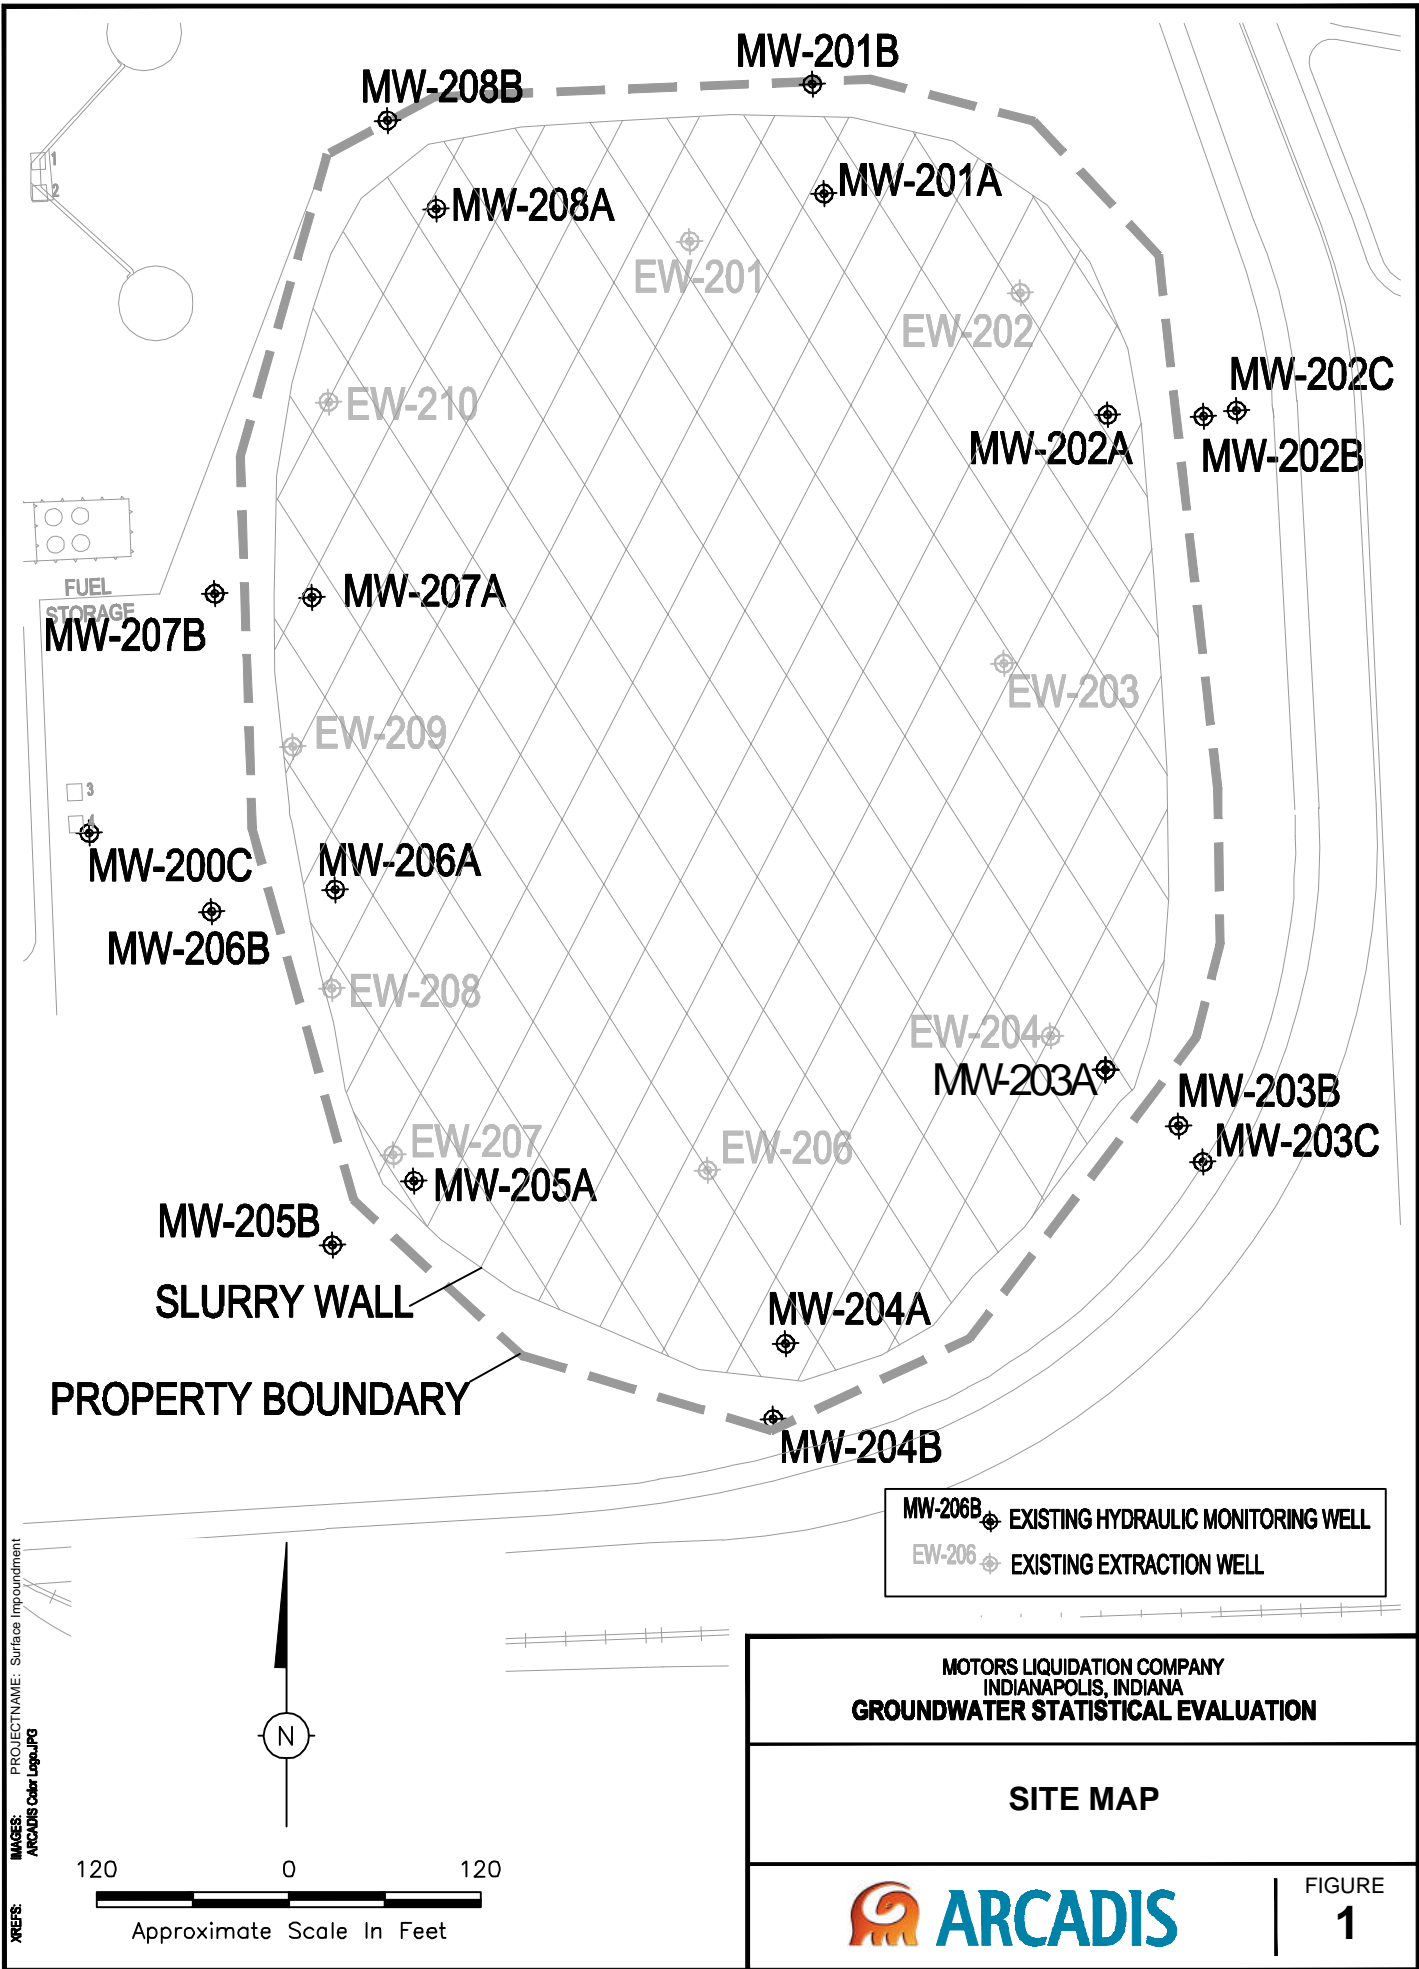 MW-201B
MW-208B
1
2
MW-201A
MW-208A
EW-201
EW-202
MW-202C
EW-210
MW-202A
MW-202B
FUEL
STORAGE
MW-207A
MW-207B
EW-203
EW-209
3
4
MW-200C
MW-206A
MW-206B
EW-208
EW-204
MW-203A
MW-203B
MW-203C
EW-207
EW-206
MW-205A
MW-205B
SLURRY WALL
MW-204A
PROPERTY BOUNDARY
MW-204B
MW-206B EXISTING HYDRAULIC MONITORING WELL
EW-206 EXISTING EXTRACTION WELL
N
120 0 120
Approximate Scale In Feet
XREFS:
IMAGES:
ARCADIS Color Logo.JPG
PROJECTNAME: Surface Impoundment
MOTORS LIQUIDATION COMPANY
INDIANAPOLIS, INDIANA
GROUNDWATER STATISTICAL EVALUATION
SITE MAP
ARCADIS
FIGURE
1